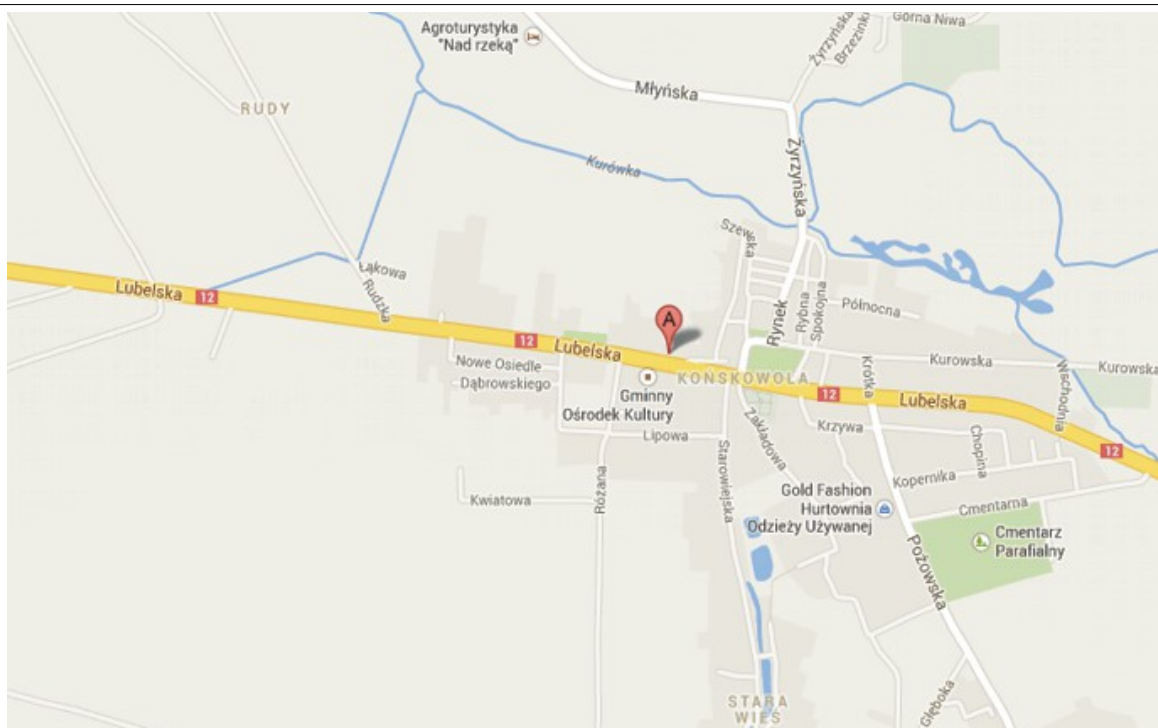 Górna Niwa
Agroturystyka
"Nad rzeką"
Żyrzyńska
Brzezinki
Młyńska
RUDY
Kurówka
Żyrzyńska
Szewska
Łąkowa
Rudzka
Lubelska
12
Rynek
Rybna
Spokojna
Północna
12
Lubelska
A
Nowe Osiedle
Dąbrowskiego
Gminny
Ośrodek Kultury
KOŃSKOWOLA
Krótka
Kurowska
Kurowska
Wschodnia
12
Lubelska
Lipowa
Starowiejska
Zakładowa
Krzywa
Chopina
12
Kopernika
Kwiatowa
Różana
Gold Fashion
Hurtownia
Odzieży Używanej
Cmentarna
Cmentarz
Parafialny
Pożowska
STARA
WIEŚ
Głęboka